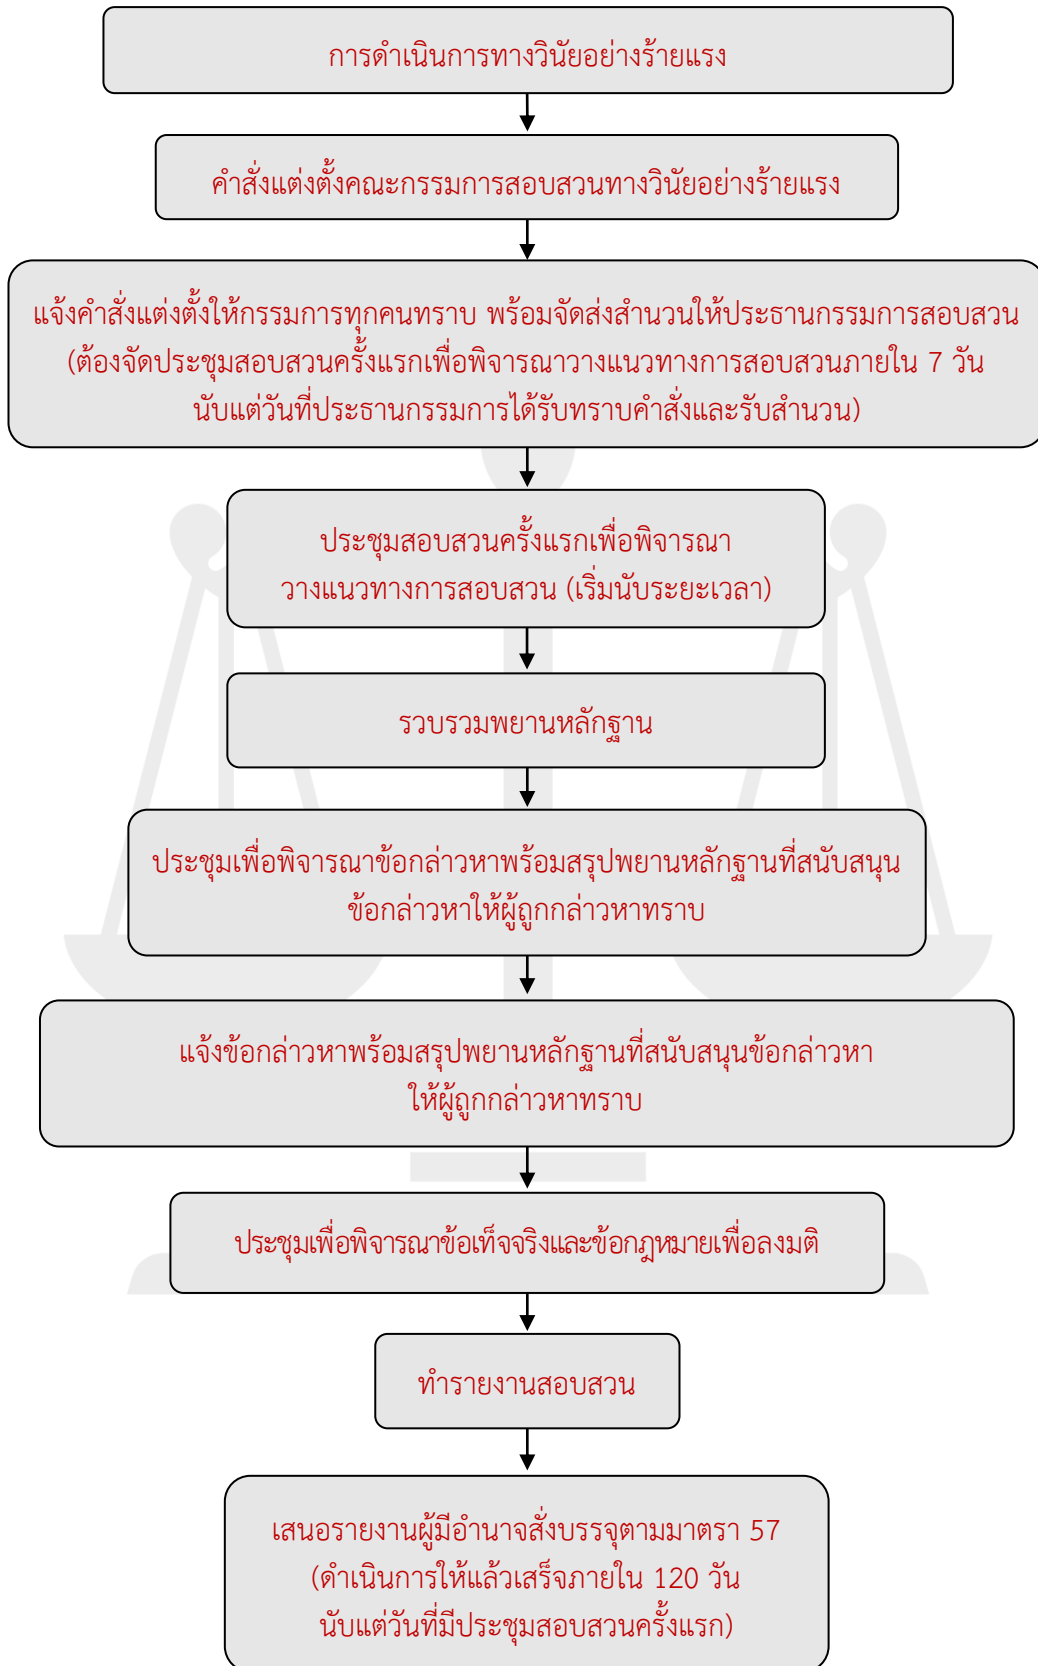 การดำเนินการทางวินัยอย่างร้ายแรง
คำสั่งแต่งตั้งคณะกรรมการสอบสวนทางวินัยอย่างร้ายแรง
แจ้งคำสั่งแต่งตั้งให้กรรมการทุกคนทราบ พร้อมจัดส่งสำนวนให้ประธานกรรมการสอบสวน
(ต้องจัดประชุมสอบสวนครั้งแรกเพื่อพิจารณาวางแนวทางการสอบสวนภายใน 7 วัน
นับแต่วันที่ประธานกรรมการได้รับทราบคำสั่งและรับสำนวน)
ประชุมสอบสวนครั้งแรกเพื่อพิจารณา
วางแนวทางการสอบสวน (เริ่มนับระยะเวลา)
รวบรวมพยานหลักฐาน
ประชุมเพื่อพิจารณาข้อกล่าวหาพร้อมสรุปพยานหลักฐานที่สนับสนุน
ข้อกล่าวหาให้ผู้ถูกกล่าวหาทราบ
แจ้งข้อกล่าวหาพร้อมสรุปพยานหลักฐานที่สนับสนุนข้อกล่าวหา
ให้ผู้ถูกกล่าวหาทราบ
ประชุมเพื่อพิจารณาข้อเท็จจริงและข้อกฎหมายเพื่อลงมติ
ทำรายงานสอบสวน
เสนอรายงานผู้มีอำนาจสั่งบรรจุตามมาตรา 57
(ดำเนินการให้แล้วเสร็จภายใน 120 วัน
นับแต่วันที่มีประชุมสอบสวนครั้งแรก)